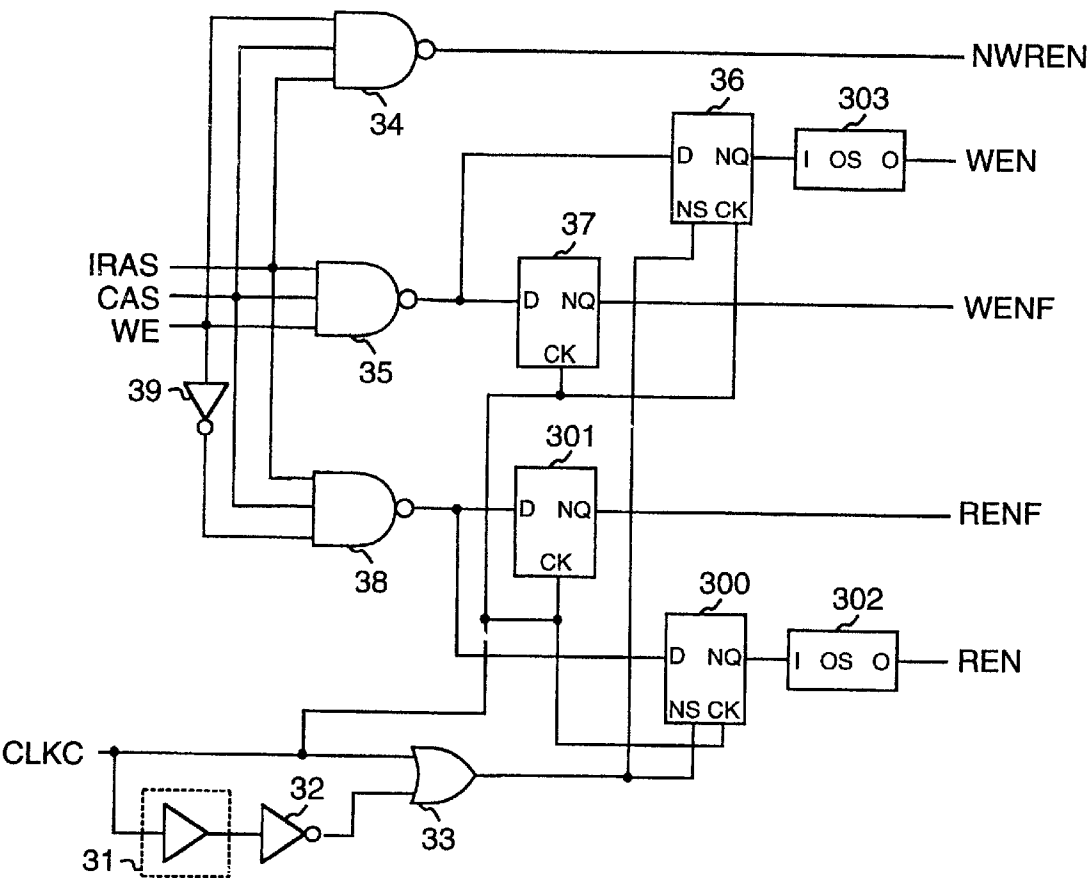 NWREN
34
36
303
D NQ
I OS O
WEN
NS CK
37
IRAS
CAS
WE
D NQ
WENF
35
CK
39
301
D NQ
RENF
38
CK
300
302
D NQ
I OS O
REN
NS CK
CLKC
32
33
31